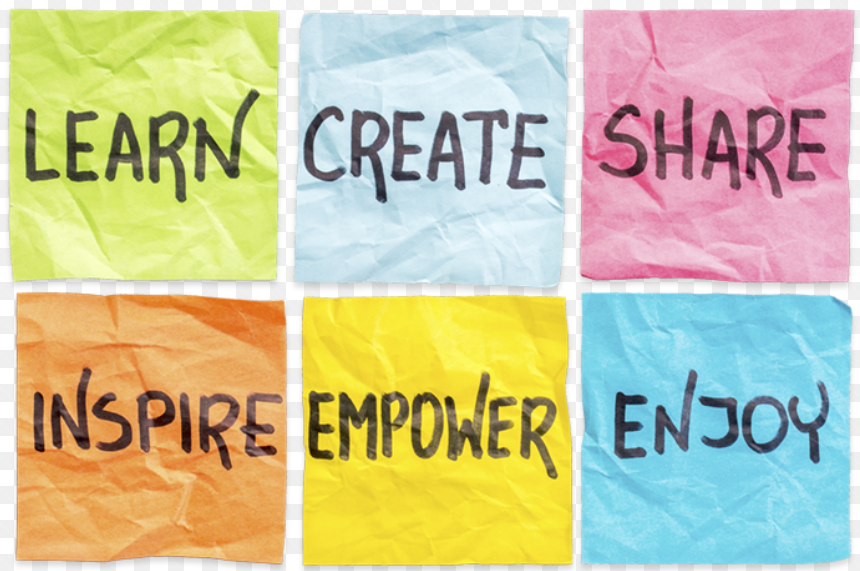 LEARN
CREATE
SHARE
INSPIRE
EMPOWER
ENJOY